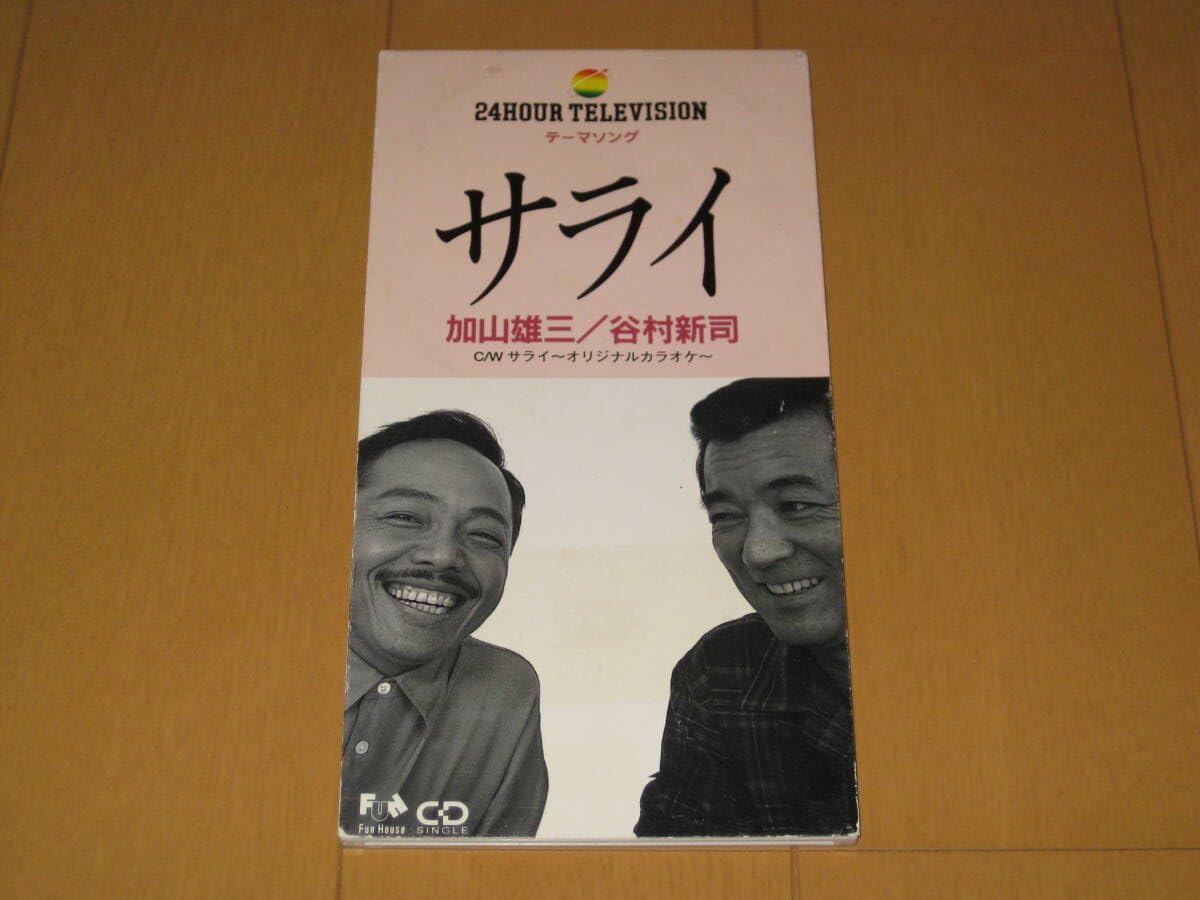 24HOUR TELEVISION
テーマソング
サライ
加山雄三／谷村新司
C/W サライ〜オリジナルカラオケ〜
FUN
Fun House
CD
SINGLE